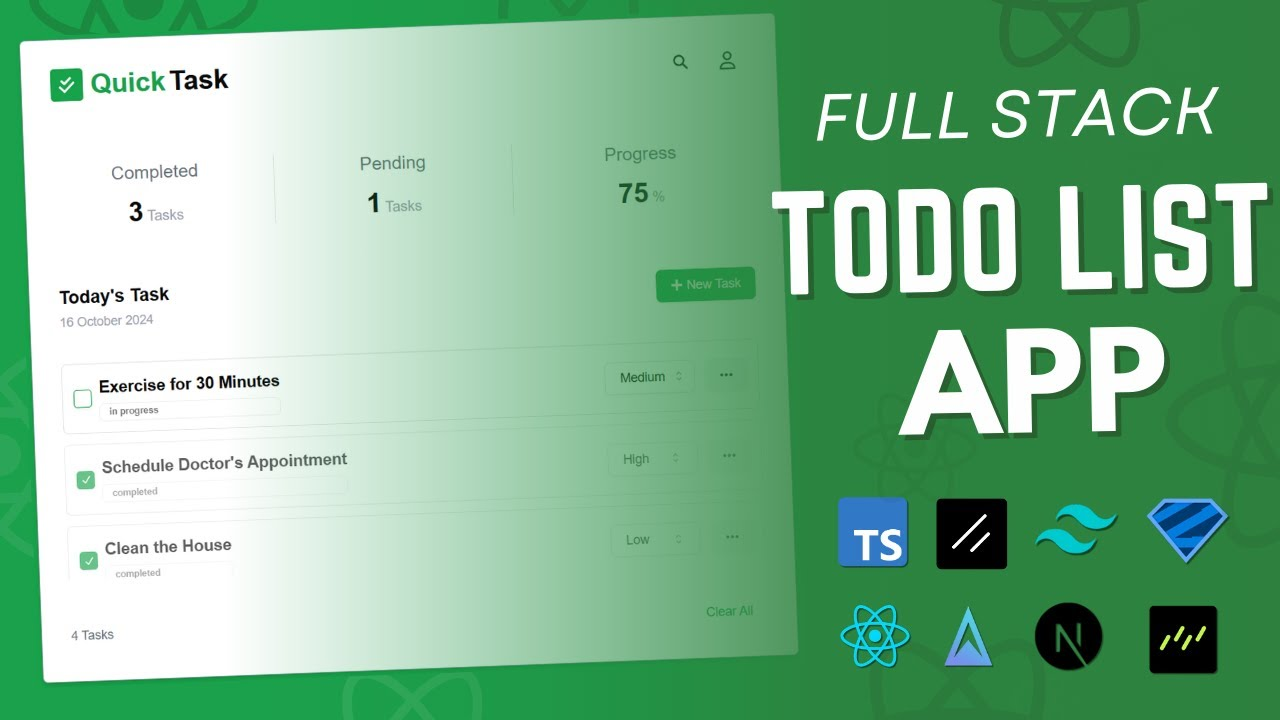 Quick Task
Completed
3 Tasks
Pending
1 Tasks
Progress
75 %
Today's Task
16 October 2024
+ New Task
Exercise for 30 Minutes
in progress
Medium
Schedule Doctor's Appointment
completed
High
Clean the House
completed
Low
4 Tasks
Clear All
FULL STACK
TODO LIST
APP
TS
N